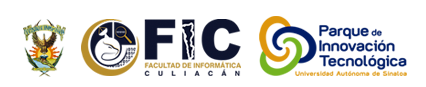 FIC
FACULTAD DE INFORMÁTICA
CULIACÁN
Parque de
Innovación
Tecnológica
Universidad Autónoma de Sinaloa